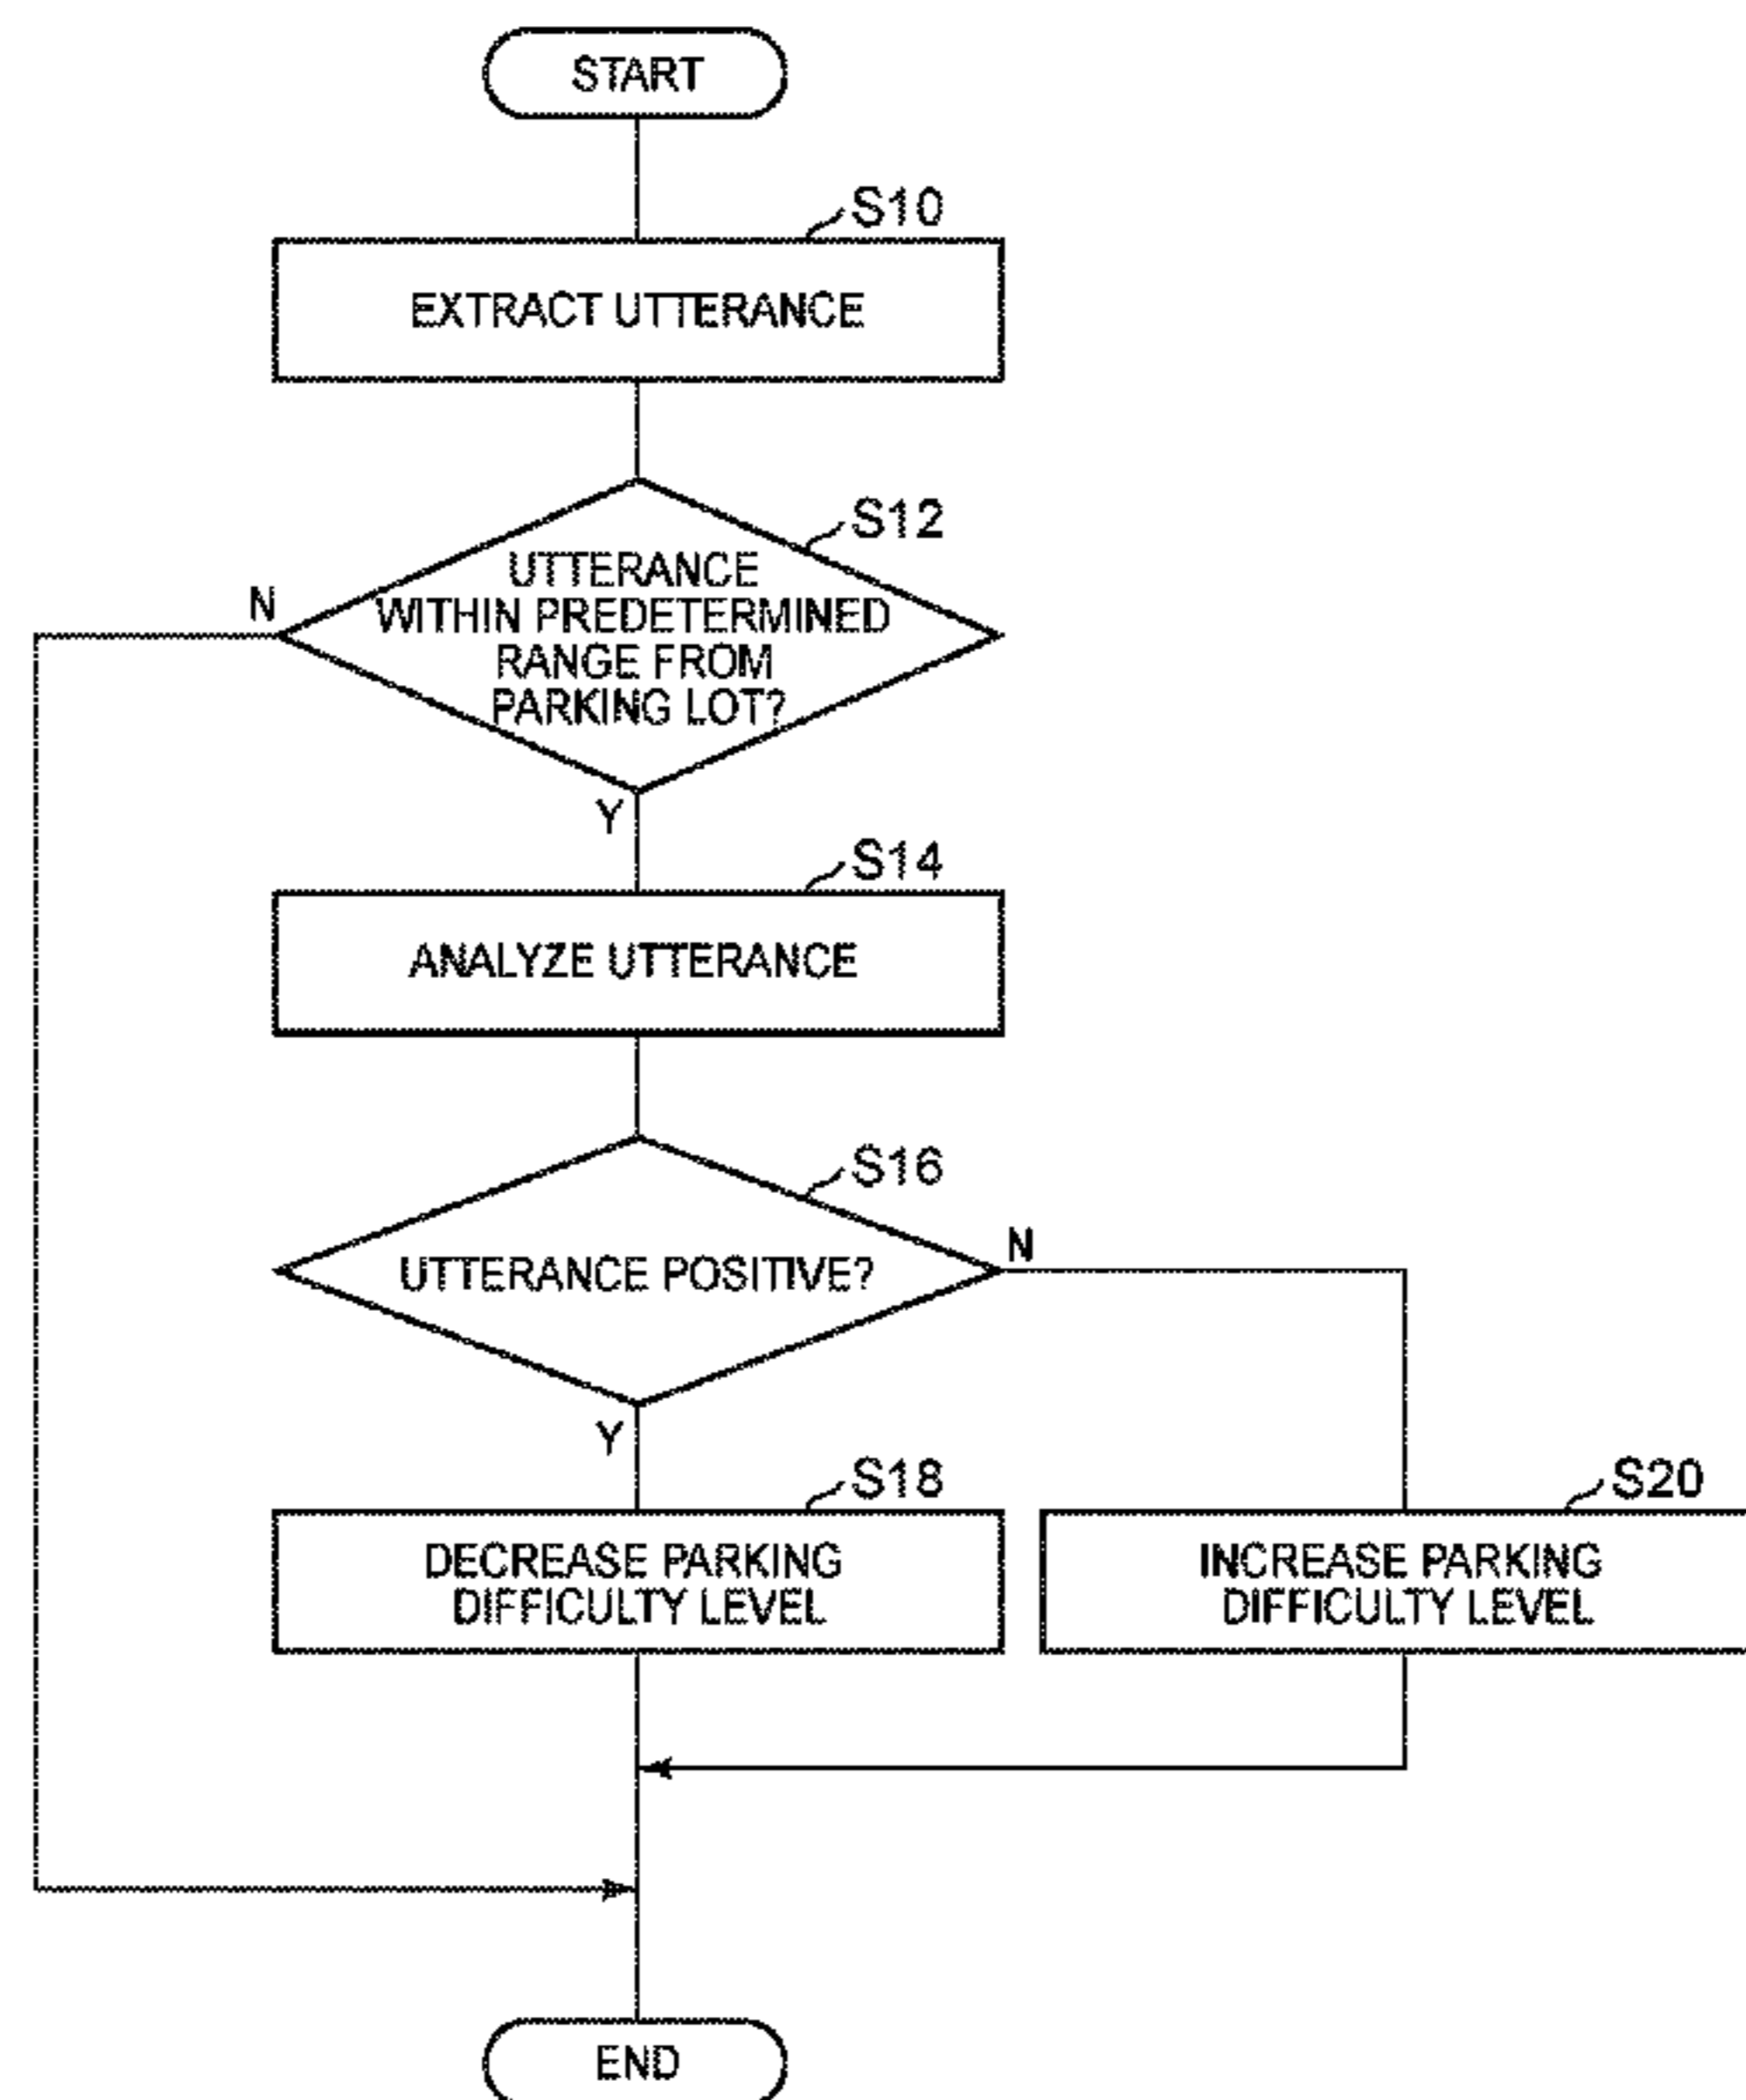 START
S10
EXTRACT UTTERANCE
S12
UTTERANCE
WITHIN PREDETERMINED
RANGE FROM
PARKING LOT?
N
Y
S14
ANALYZE UTTERANCE
S16
UTTERANCE POSITIVE?
N
Y
S18
DECREASE PARKING
DIFFICULTY LEVEL
S20
INCREASE PARKING
DIFFICULTY LEVEL
END